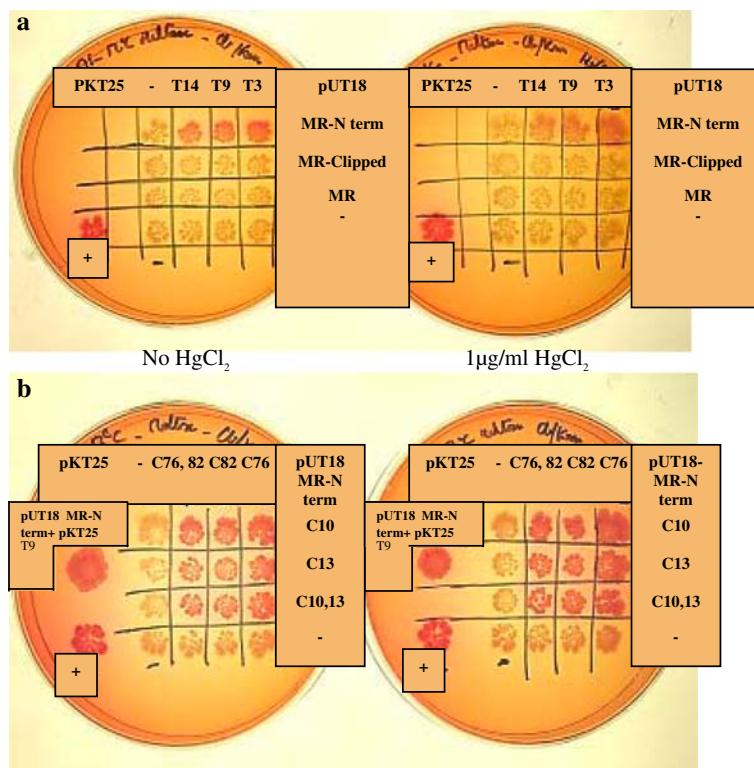 a
PKT25 - T14 T9 T3 pUT18
MR-N term
MR-Clipped
MR
-
+
PKT25 - T14 T9 T3 pUT18
MR-N term
MR-Clipped
MR
-
+
No HgCl₂ 1µg/ml HgCl₂
b
pKT25 - C76, 82 C82 C76 pUT18
MR-N
term
pUT18 MR-N
term+ pKT25
T9
C10
C13
C10,13
-
+
pKT25 - C76, 82 C82 C76 pUT18-
MR-N
term
pUT18 MR-N
term+ pKT25
T9
C10
C13
C10,13
-
+